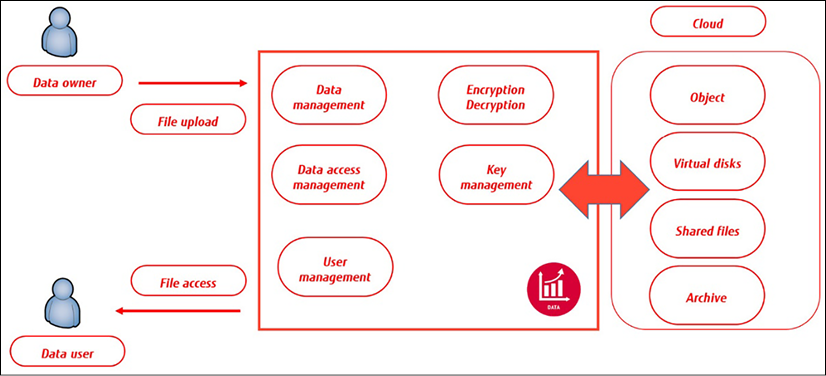 Cloud
Data owner
File upload
Data
management
Encryption
Decryption
Data access
management
Key
management
User
management
DATA
Object
Virtual disks
Shared files
Archive
File access
Data user